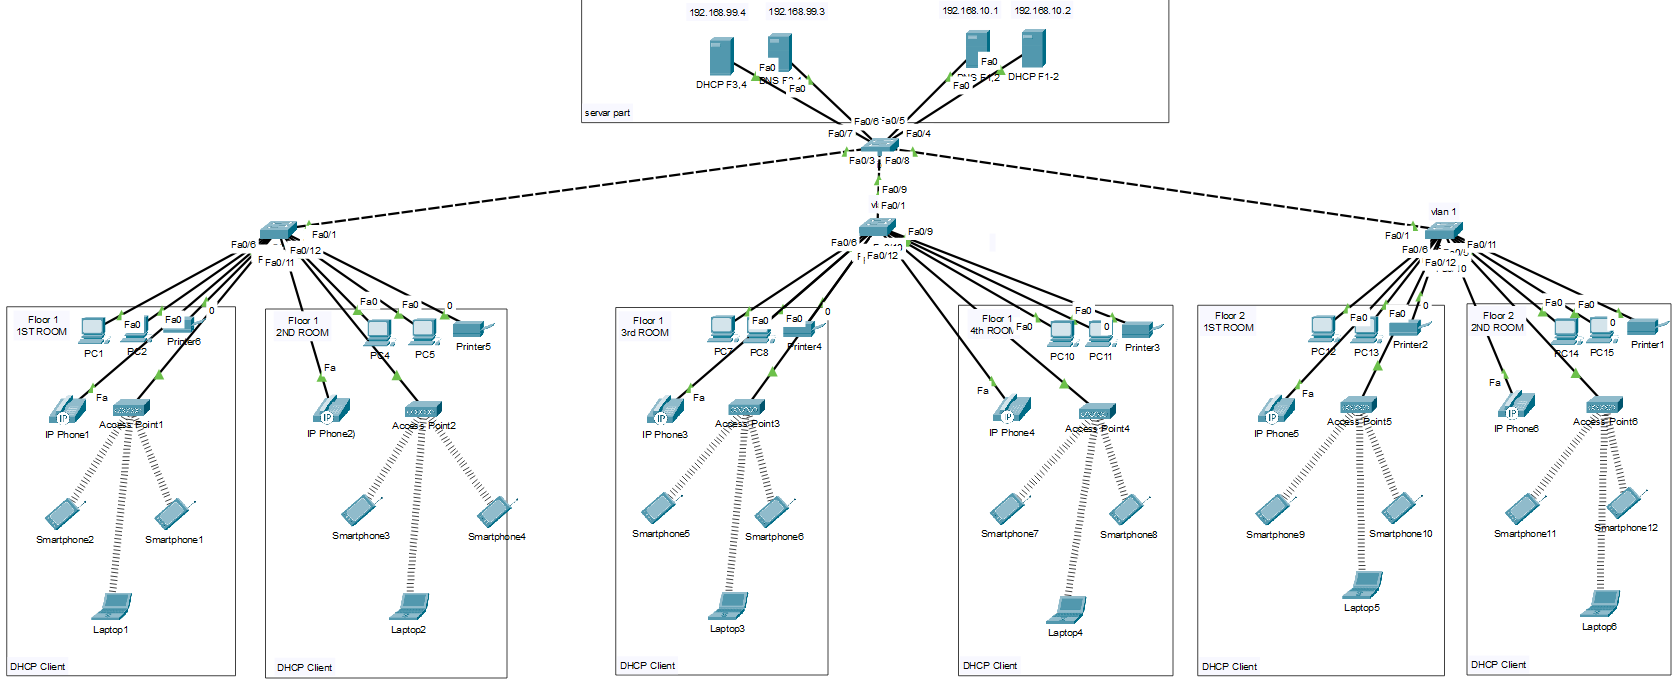 192.168.99.4
192.168.99.3
192.168.10.1
192.168.10.2
Fa0
Fa0
DHCP F3,4
Fa0
Fa0
DHCP F1-2
servar part
Fa0/6
Fa0/5
Fa0/7
Fa0/4
Fa0/3
Fa0/8
Fa0/9
Fa0/1
vlan 1
Fa0/1
Fa0/6
Fa0/12
Fa0/11
Fa0/6
Fa0/9
Fa0/12
Fa0/1
Fa0/6
Fa0/11
Fa0/12
Floor 1
1ST ROOM
Fa0
Fa0
0
PC1
PC2
Printer6
Fa
IP Phone1
Access Point1
Smartphone2
Smartphone1
Laptop1
DHCP Client
Floor 1
2ND ROOM
Fa0
Fa0
0
PC4
PC5
Printer5
Fa
IP Phone2)
Access Point2
Smartphone3
Smartphone4
Laptop2
DHCP Client
Floor 1
3rd ROOM
Fa0
Fa0
0
PC7
PC8
Printer4
Fa
IP Phone3
Access Point3
Smartphone5
Smartphone6
Laptop3
DHCP Client
Floor 1
4th ROOM
Fa0
Fa0
0
PC10
PC11
Printer3
Fa
IP Phone4
Access Point4
Smartphone7
Smartphone8
Laptop4
DHCP Client
Floor 2
1ST ROOM
Fa0
Fa0
0
PC12
PC13
Printer2
Fa
IP Phone5
Access Point5
Smartphone9
Smartphone10
Laptop5
DHCP Client
Floor 2
2ND ROOM
Fa0
Fa0
0
PC14
PC15
Printer1
Fa
IP Phone6
Access Point6
Smartphone11
Smartphone12
Laptop6
DHCP Client